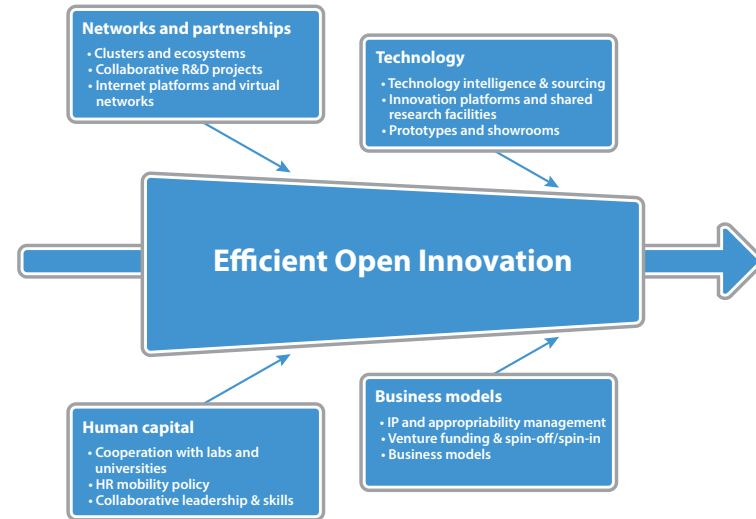 Networks and partnerships
• Clusters and ecosystems
• Collaborative R&D projects
• Internet platforms and virtual
networks
Technology
• Technology intelligence & sourcing
• Innovation platforms and shared
research facilities
• Prototypes and showrooms
Efficient Open Innovation
Human capital
• Cooperation with labs and
universities
• HR mobility policy
• Collaborative leadership & skills
Business models
• IP and appropriability management
• Venture funding & spin-off/spin-in
• Business models